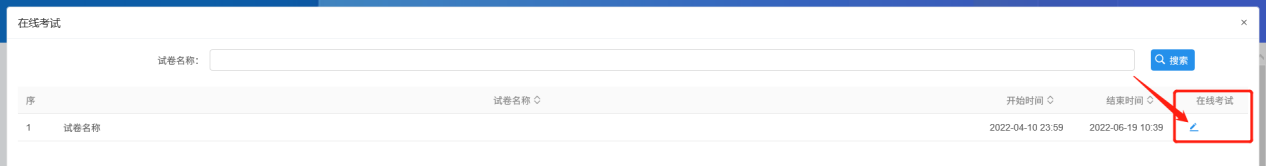 在线考试 ×
试卷名称： 搜索
序 试卷名称 开始时间 结束时间 在线考试
1 试卷名称 2022-04-10 23:59 2022-06-19 10:39